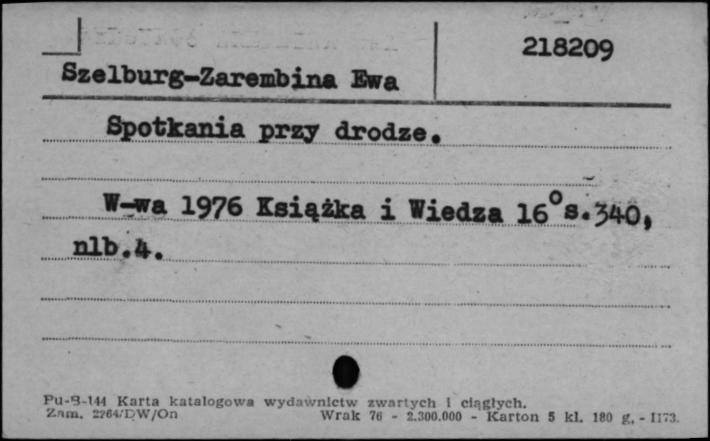 218209
Szelburg-Zarembina Ewa
Spotkania przy drodze.
W-wa 1976 Książka i Wiedza 16° s. 340,
nlb. 4.
Pu-B-144 Karta katalogowa wydawnictw zwartych i ciągłych.
Zam. 2264/DW/On Wrak 76 - 2.300.000 - Karton 5 kl. 180 g. - II73.